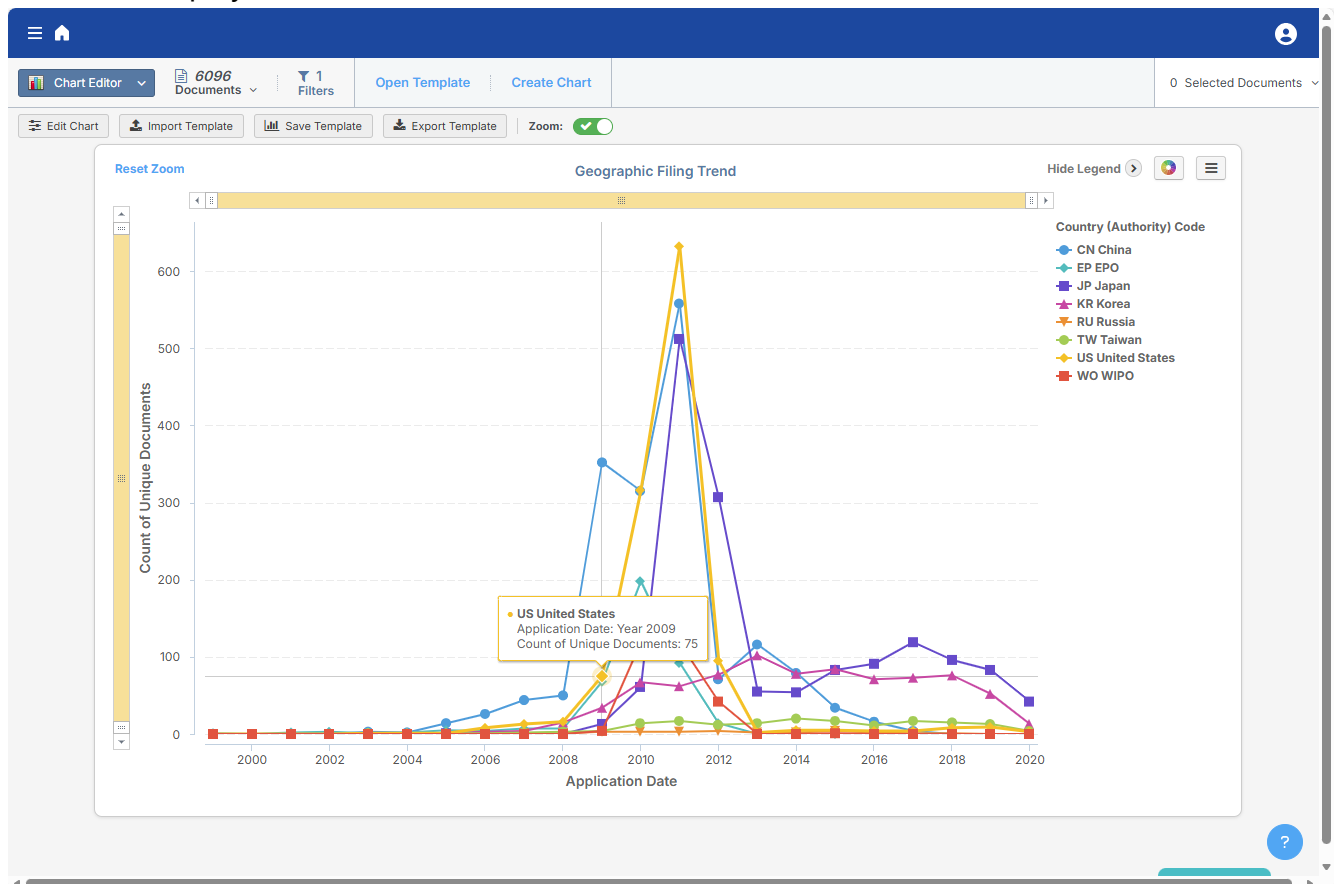 Chart Editor
6096
Documents
1
Filters
Open Template
Create Chart
0 Selected Documents
Edit Chart
Import Template
Save Template
Export Template
Zoom:
Reset Zoom
Geographic Filing Trend
Hide Legend
Country (Authority) Code
CN China
EP EPO
JP Japan
KR Korea
RU Russia
TW Taiwan
US United States
WO WIPO
Count of Unique Documents
600
500
400
300
200
100
0
US United States
Application Date: Year 2009
Count of Unique Documents: 75
2000 2002 2004 2006 2008 2010 2012 2014 2016 2018 2020
Application Date
?